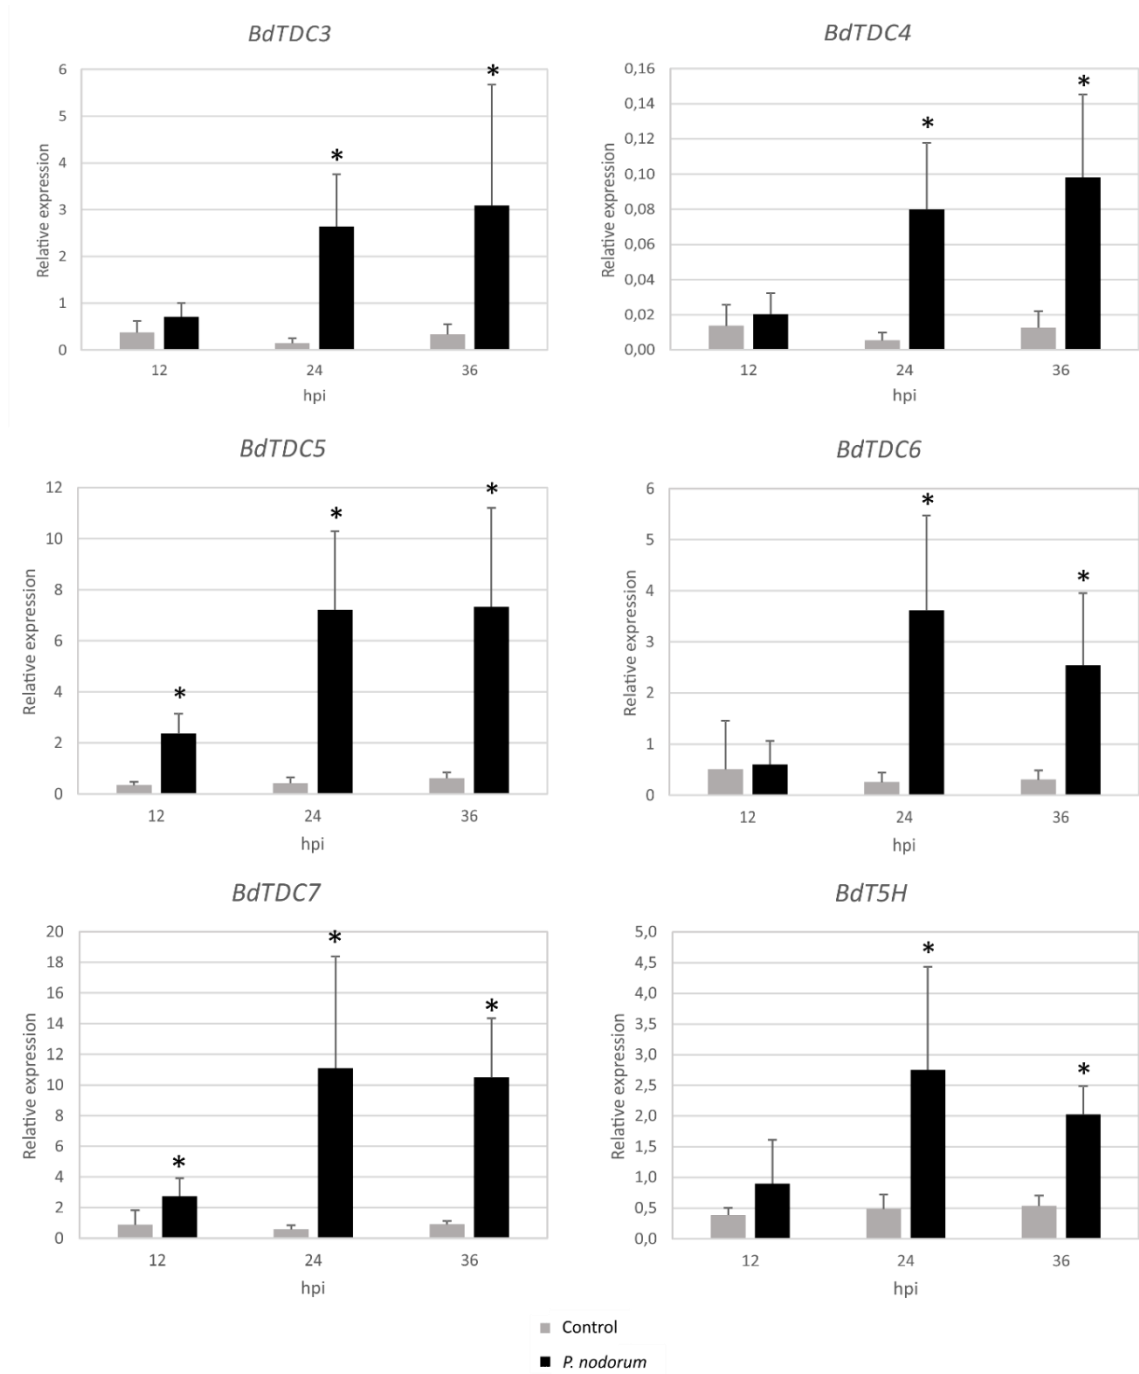 BdTDC3
6
5
4
3
2
1
0
Relative expression
*
*
12 24 36
hpi
BdTDC4
0,16
0,14
0,12
0,10
0,08
0,06
0,04
0,02
0,00
Relative expression
*
*
12 24 36
hpi
BdTDC5
12
10
8
6
4
2
0
Relative expression
*
*
*
12 24 36
hpi
BdTDC6
6
5
4
3
2
1
0
Relative expression
*
*
12 24 36
hpi
BdTDC7
20
18
16
14
12
10
8
6
4
2
0
Relative expression
*
*
*
12 24 36
hpi
BdT5H
5,0
4,5
4,0
3,5
3,0
2,5
2,0
1,5
1,0
0,5
0,0
Relative expression
*
*
12 24 36
hpi
Control
P. nodorum